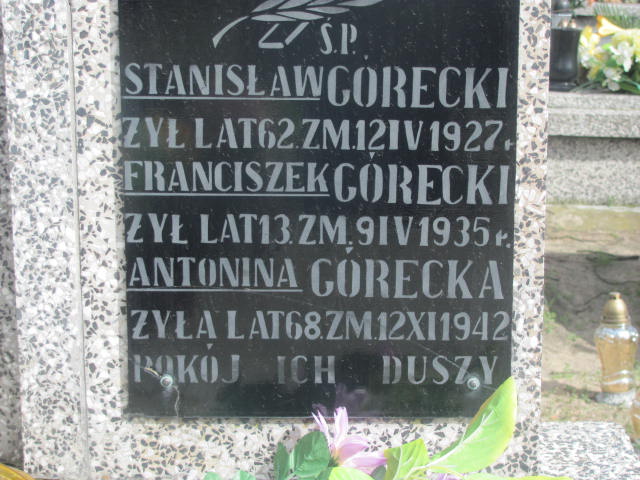 Ś.P.
STANISŁAW GÓRECKI
ŻYŁ LAT 62. ZM. 12 IV 1927 r.
FRANCISZEK GÓRECKI
ŻYŁ LAT 13. ZM. 9 IV 1935 r.
ANTONINA GÓRECKA
ŻYŁA LAT 68. ZM. 12 XI 1942
POKÓJ ICH DUSZY